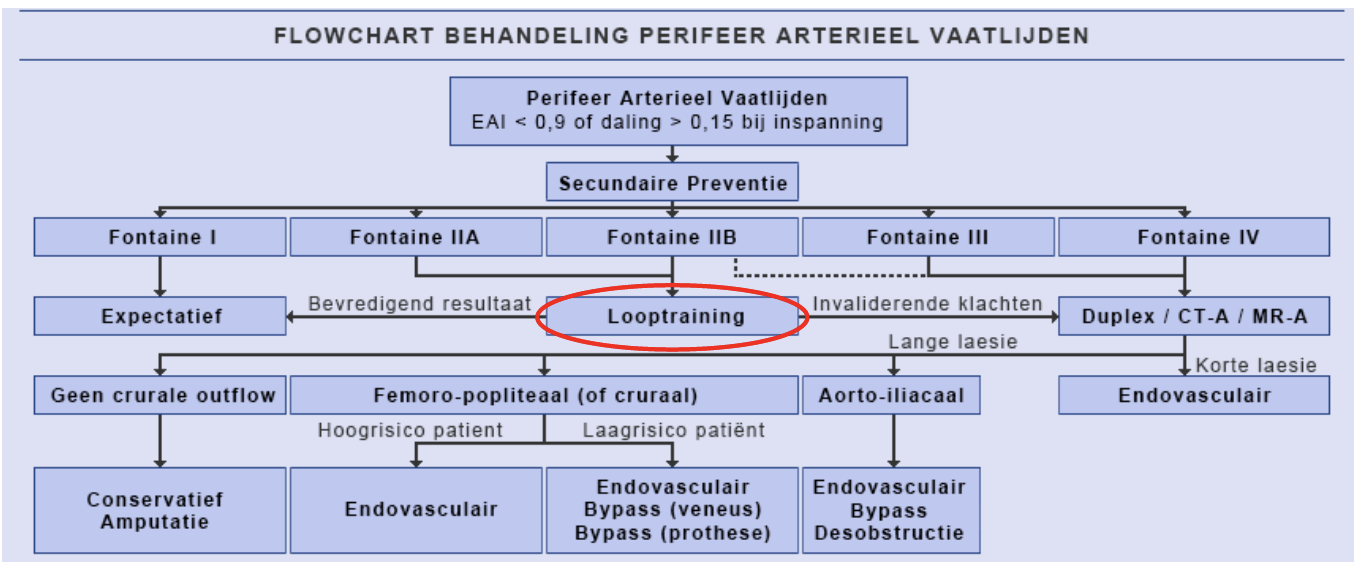 FLOWCHART BEHANDELING PERIFEER ARTERIEEL VAATLIJDEN
Perifeer Arterieel Vaatlijden
EAI < 0,9 of daling > 0,15 bij inspanning
Secundaire Preventie
Fontaine I
Fontaine IIA
Fontaine IIB
Fontaine III
Fontaine IV
Expectatief
Bevredigend resultaat
Looptraining
Invaliderende klachten
Duplex / CT-A / MR-A
Lange laesie
Korte laesie
Geen crurale outflow
Femoro-popliteaal (of cruraal)
Aorto-iliacaal
Endovasculair
Hoogrisico patient
Laagrisico patiënt
Conservatief
Amputatie
Endovasculair
Endovasculair
Bypass (veneus)
Bypass (prothese)
Endovasculair
Bypass
Desobstructie